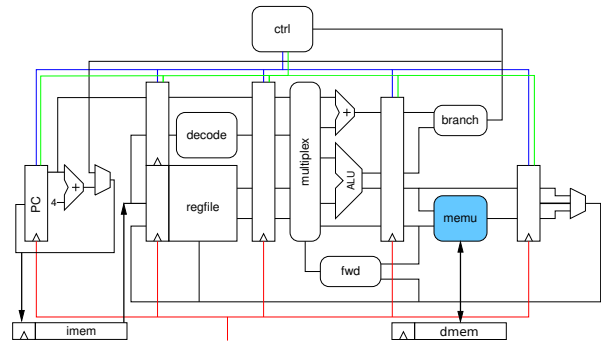 ctrl
decode
multiplex
+
branch
PC
+
4
regfile
ALU
memu
fwd
imem
dmem